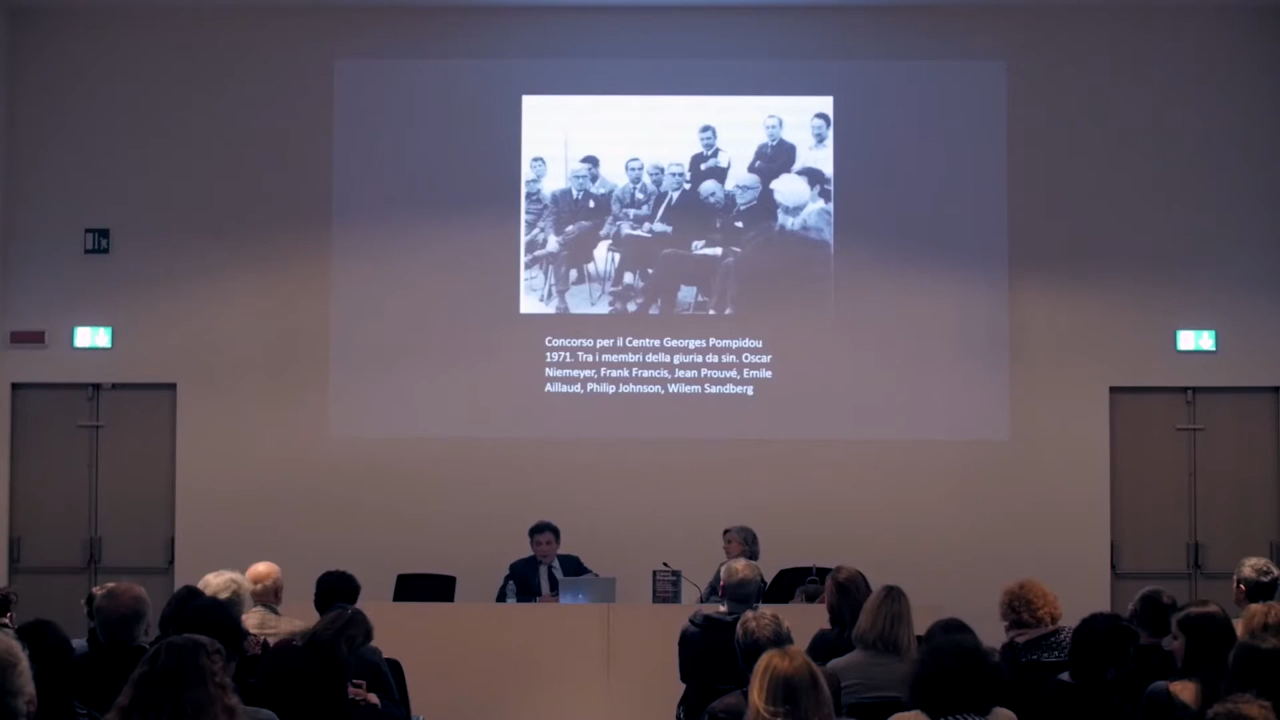 Concorso per il Centre Georges Pompidou
1971. Tra i membri della giuria da sin. Oscar
Niemeyer, Frank Francis, Jean Prouvé, Emile
Aillaud, Philip Johnson, Wilem Sandberg